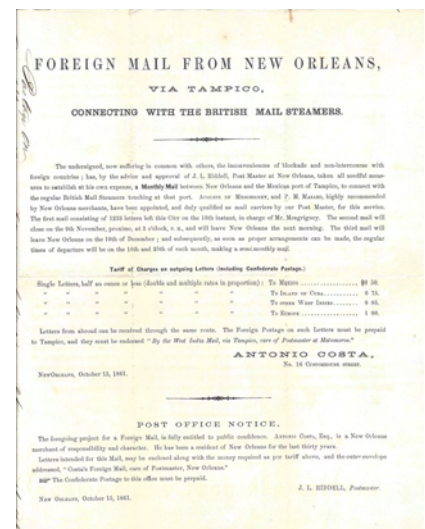 FOREIGN MAIL FROM NEW ORLEANS,
VIA TAMPICO,
CONNECTING WITH THE BRITISH MAIL STEAMERS.
The undersigned, now suffering in common with others, the inconveniences of blockade and non-intercourse with
foreign countries; has, by the advice and approval of J. L. Riddell, Post Master at New Orleans, taken all needful meas-
ures to establish at his own expense, a Monthly Mail between New Orleans and the Mexican port of Tampico, to connect with
the regular British Mail Steamers touching at that port. AUGUSTE DE and P. M. highly recommended
by New Orleans merchants, have been appointed, and duly qualified as mail carriers by our Post Master, for this service.
The first mail consisting of 1235 letters left this City on the 10th instant, in charge of Mr. The second mail will
close on the 9th November, proximo, at 5 o'clock, P. M., and will leave New Orleans the next morning. The third mail will
leave New Orleans on the 10th of December; and subsequently, as soon as proper arrangements can be made, the regular
times of departure will be on the 10th and 25th of each month, making a semi-monthly mail.
Tariff of Charges on outgoing Letters (including Confederate Postage.)
Single Letters, half an ounce or less (double and multiple rates in proportion): To MEXICO .............. $0 50.
" " " " " " " To ISLAND OF CUBA .......... 0 75.
" " " " " " " To OTHER WEST INDIES ........ 0 85.
" " " " " " " To EUROPE .............. 1 00.
Letters from abroad can be received through the same route. The Foreign Postage on such Letters must be prepaid
to Tampico, and they must be endorsed "By the West India Mail, via Tampico, care of Postmaster at Matamoras."
ANTONIO COSTA,
No. 16 CUSTOMHOUSE STREET.
NEW ORLEANS, October 15, 1861.
POST OFFICE NOTICE.
The foregoing project for a Foreign Mail, is fully entitled to public confidence. ANTONIO COSTA, Esq., is a New Orleans
merchant of responsibility and character. He has been a resident of New Orleans for the last thirty years.
Letters intended for this Mail, may be enclosed along with the money required as per tariff above, and the outer envelope
addressed, "Costa's Foreign Mail, care of Postmaster, New Orleans."
The Confederate Postage to this office must be prepaid.
J. L. RIDDELL, Postmaster.
NEW ORLEANS, October 15, 1861.